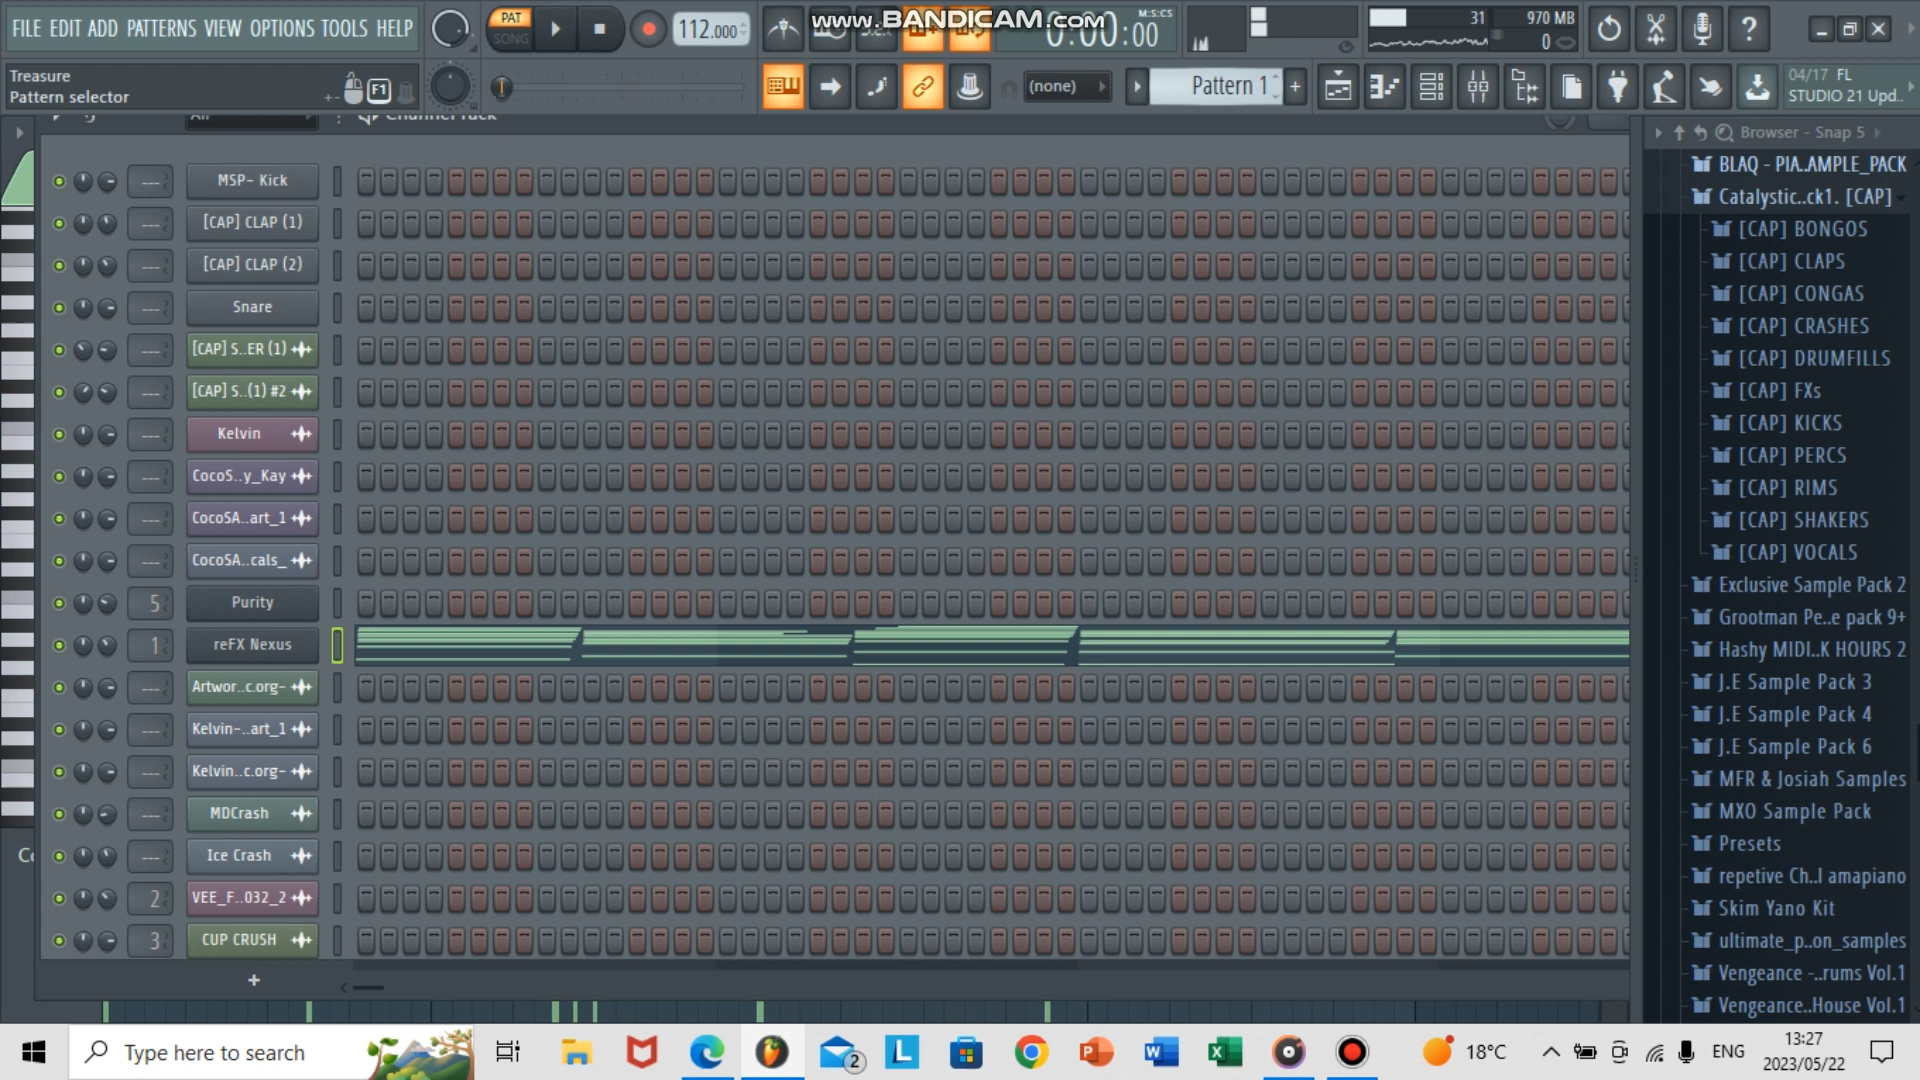 FILE EDIT ADD PATTERNS VIEW OPTIONS TOOLS HELP
PAT
SONG
112.000
www.BANDICAM.com
0:00:00
M:S:CS
31
970 MB
0
Treasure
Pattern selector
F1
(none)
Pattern 1
04/17 FL
STUDIO 21 Upd..
Browser - Snap 5
MSP- Kick
[CAP] CLAP (1)
[CAP] CLAP (2)
Snare
[CAP] S..ER (1)
[CAP] S..(1) #2
Kelvin
CocoS..y_Kay
CocoSA..art_1
CocoSA..cals_
5
Purity
1
reFX Nexus
Artwor..c.org-
Kelvin-..art_1
Kelvin..c.org-
MDCrash
Ice Crash
2
VEE_F..032_2
3
CUP CRUSH
+
BLAQ - PIA..AMPLE_PACK
Catalystic..ck1. [CAP]
[CAP] BONGOS
[CAP] CLAPS
[CAP] CONGAS
[CAP] CRASHES
[CAP] DRUMFILLS
[CAP] FXs
[CAP] KICKS
[CAP] PERCS
[CAP] RIMS
[CAP] SHAKERS
[CAP] VOCALS
Exclusive Sample Pack 2
Grootman Pe..e pack 9+
Hashy MIDI..K HOURS 2
J.E Sample Pack 3
J.E Sample Pack 4
J.E Sample Pack 6
MFR & Josiah Samples
MXO Sample Pack
Presets
repetive Ch..l amapiano
Skim Yano Kit
ultimate_p..on_samples
Vengeance -..rums Vol.1
Vengeance..House Vol.1
Type here to search
2
18°C
ENG
13:27
2023/05/22